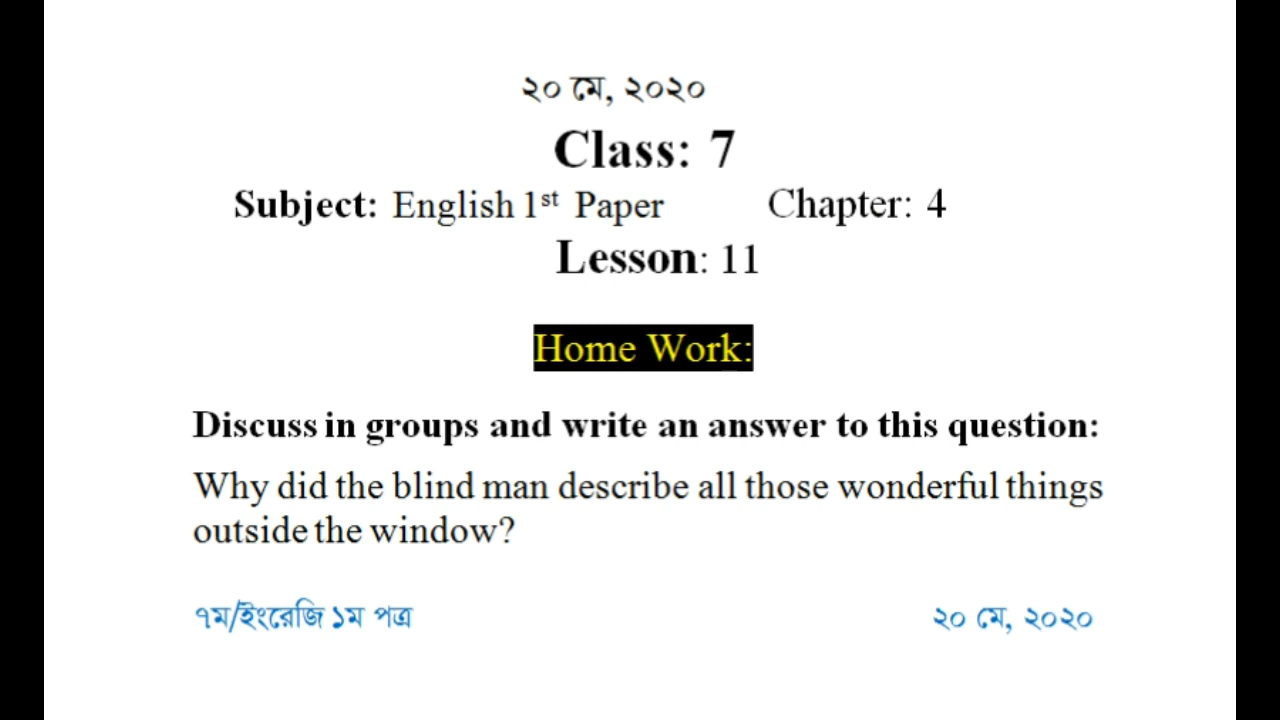 ২০ মে, ২০২০
Class: 7
Subject: English 1st Paper Chapter: 4
Lesson: 11
Home Work:
Discuss in groups and write an answer to this question:
Why did the blind man describe all those wonderful things
outside the window?
৭ম/ইংরেজি ১ম পত্র ২০ মে, ২০২০